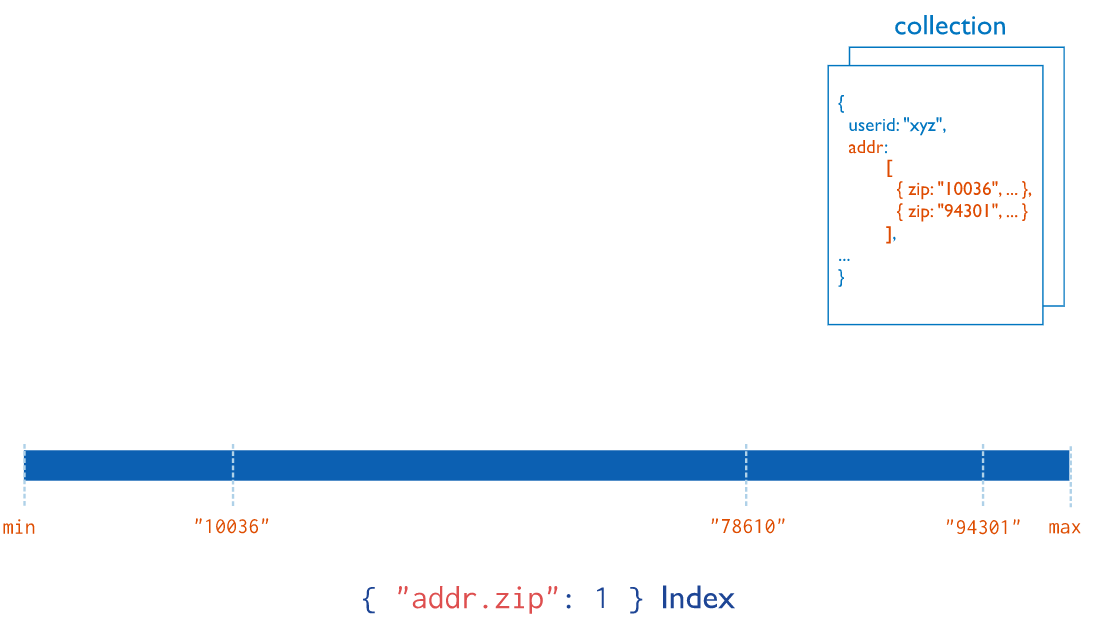 collection
{
userid: "xyz",
addr:
[
{ zip: "10036", ... },
{ zip: "94301", ... }
],
...
}
min "10036" "78610" "94301" max
{ "addr.zip": 1 } Index